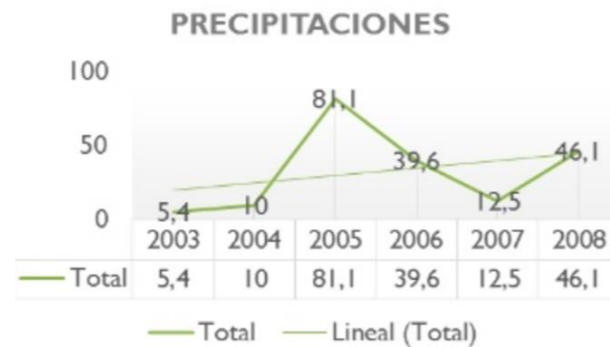 PRECIPITACIONES
100
50
0
5,4 10 81,1 39,6 12,5 46,1
2003 2004 2005 2006 2007 2008
Total 5,4 10 81,1 39,6 12,5 46,1
Total Lineal (Total)